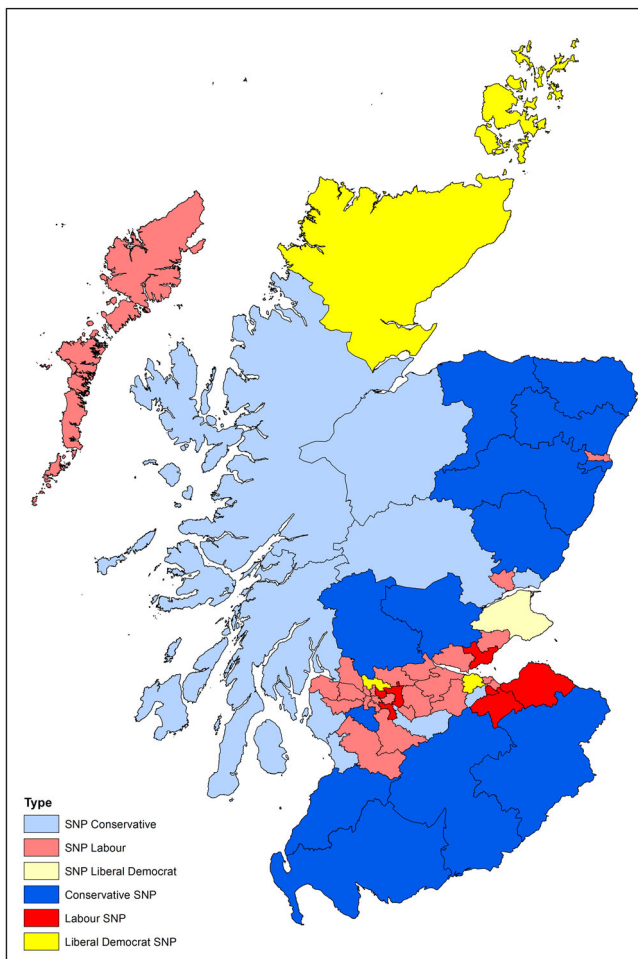 Type
SNP Conservative
SNP Labour
SNP Liberal Democrat
Conservative SNP
Labour SNP
Liberal Democrat SNP